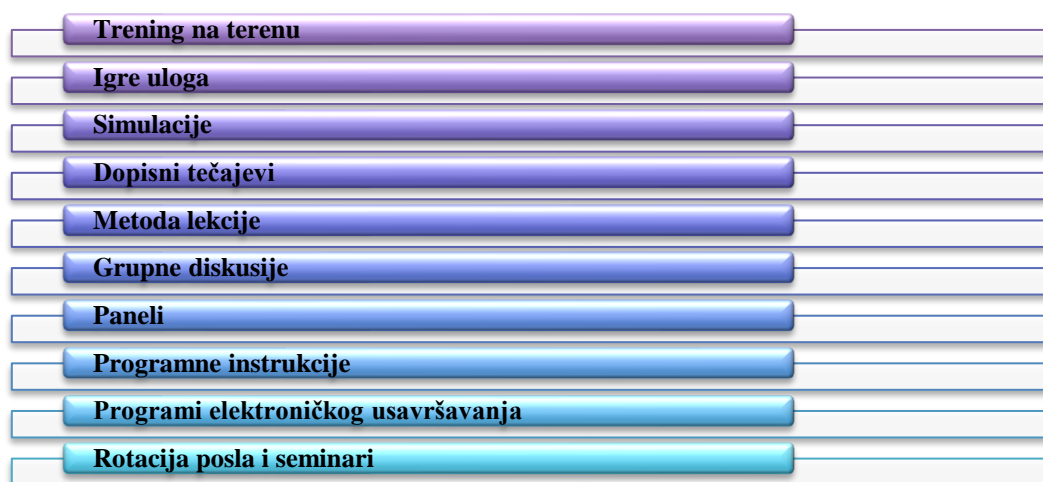 Trening na terenu
Igre uloga
Simulacije
Dopisni tečajevi
Metoda lekcije
Grupne diskusije
Paneli
Programne instrukcije
Programi elektroničkog usavršavanja
Rotacija posla i seminari